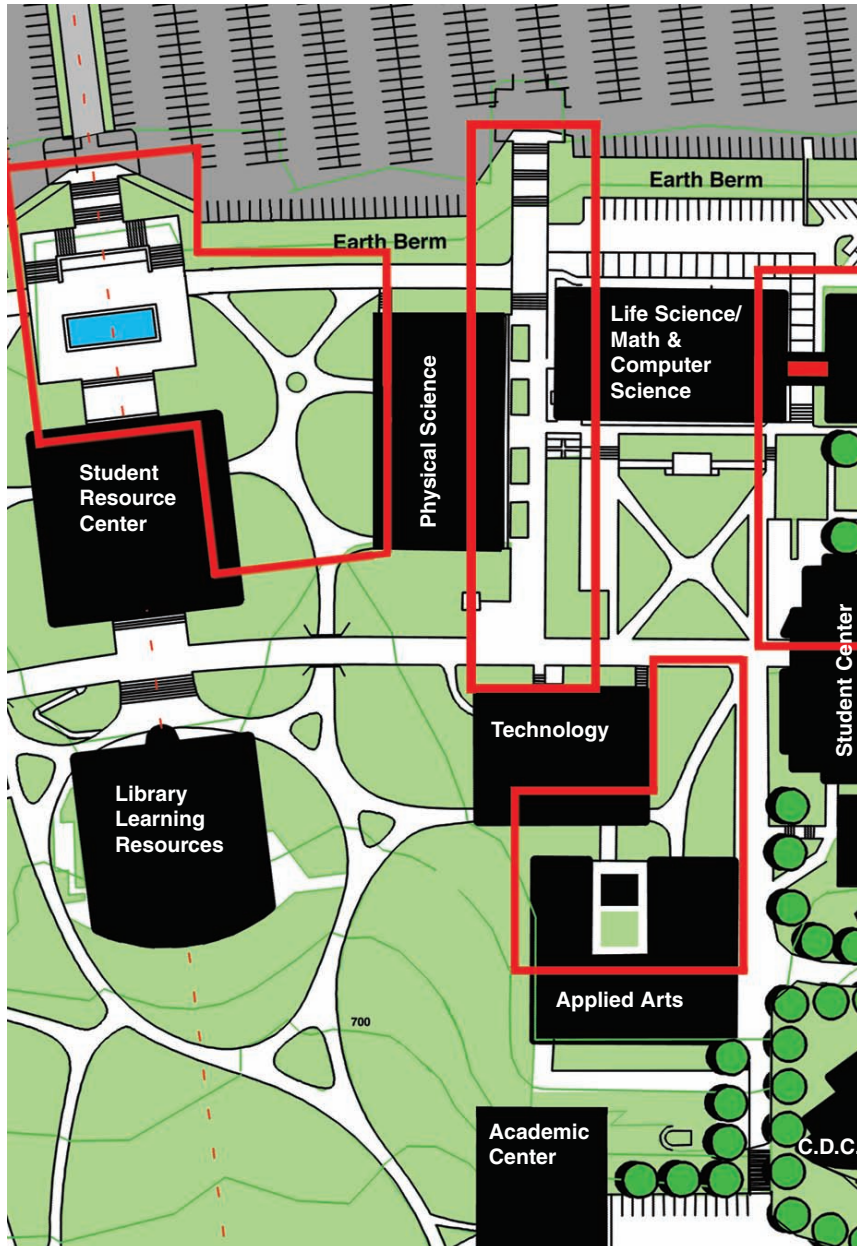 Earth Berm
Earth Berm
Life Science/
Math &
Computer
Science
Physical Science
Student
Resource
Center
Student Center
Technology
Library
Learning
Resources
Applied Arts
700
Academic
Center
C.D.C.